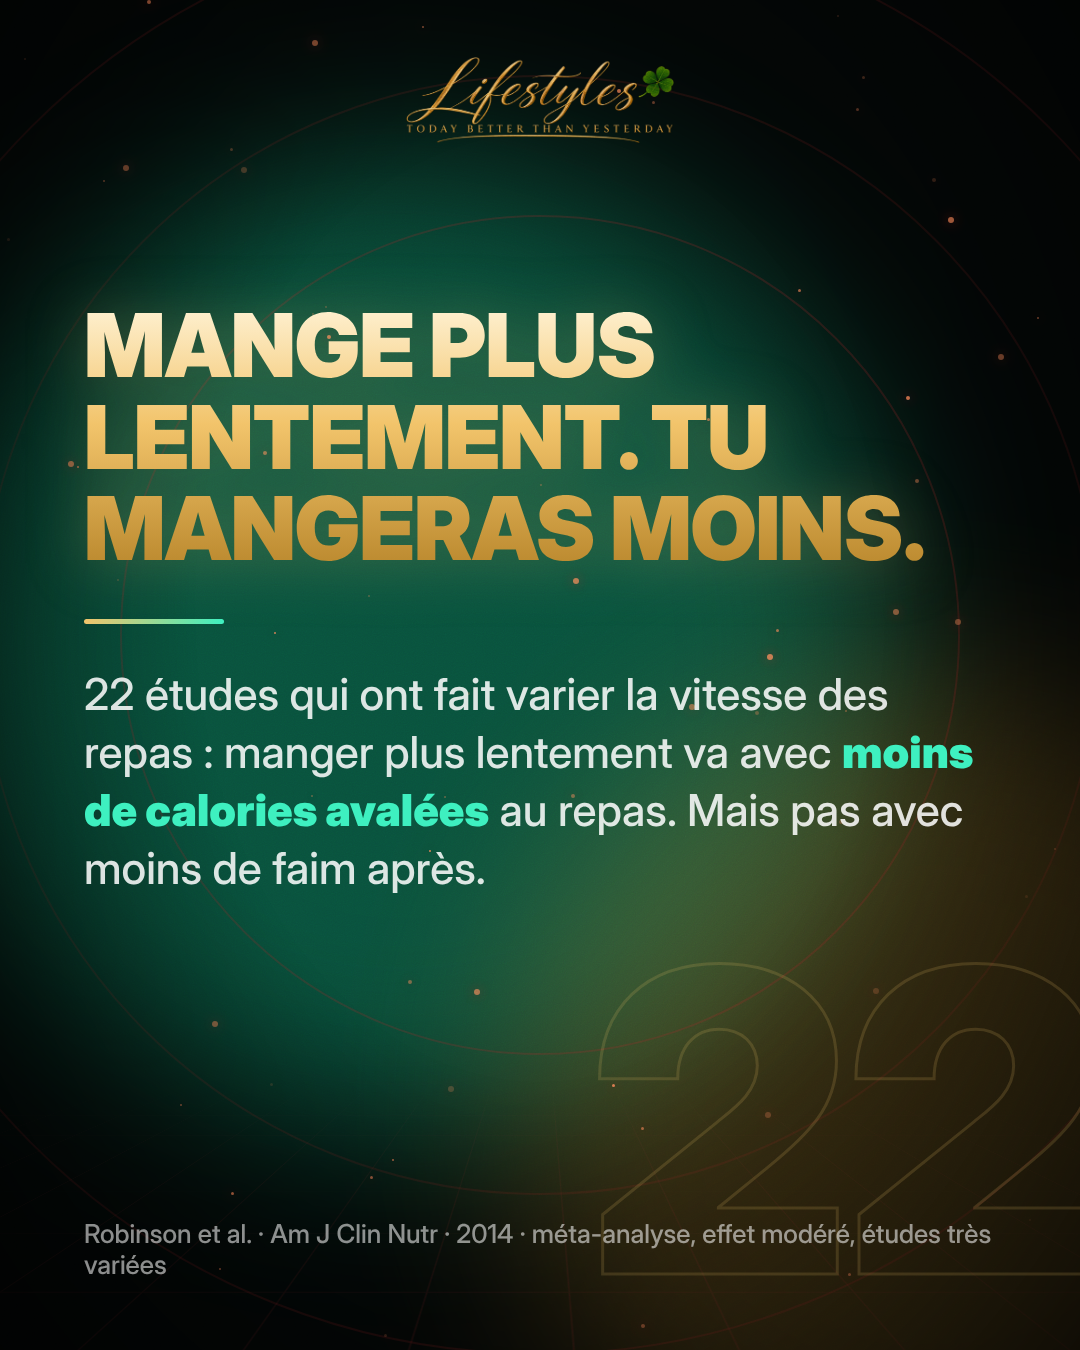 Lifestyles
TODAY BETTER THAN YESTERDAY
MANGE PLUS
LENTEMENT. TU
MANGERAS MOINS.
22 études qui ont fait varier la vitesse des
repas : manger plus lentement va avec moins
de calories avalées au repas. Mais pas avec
moins de faim après.
22
Robinson et al. · Am J Clin Nutr · 2014 · méta-analyse, effet modéré, études très
variées